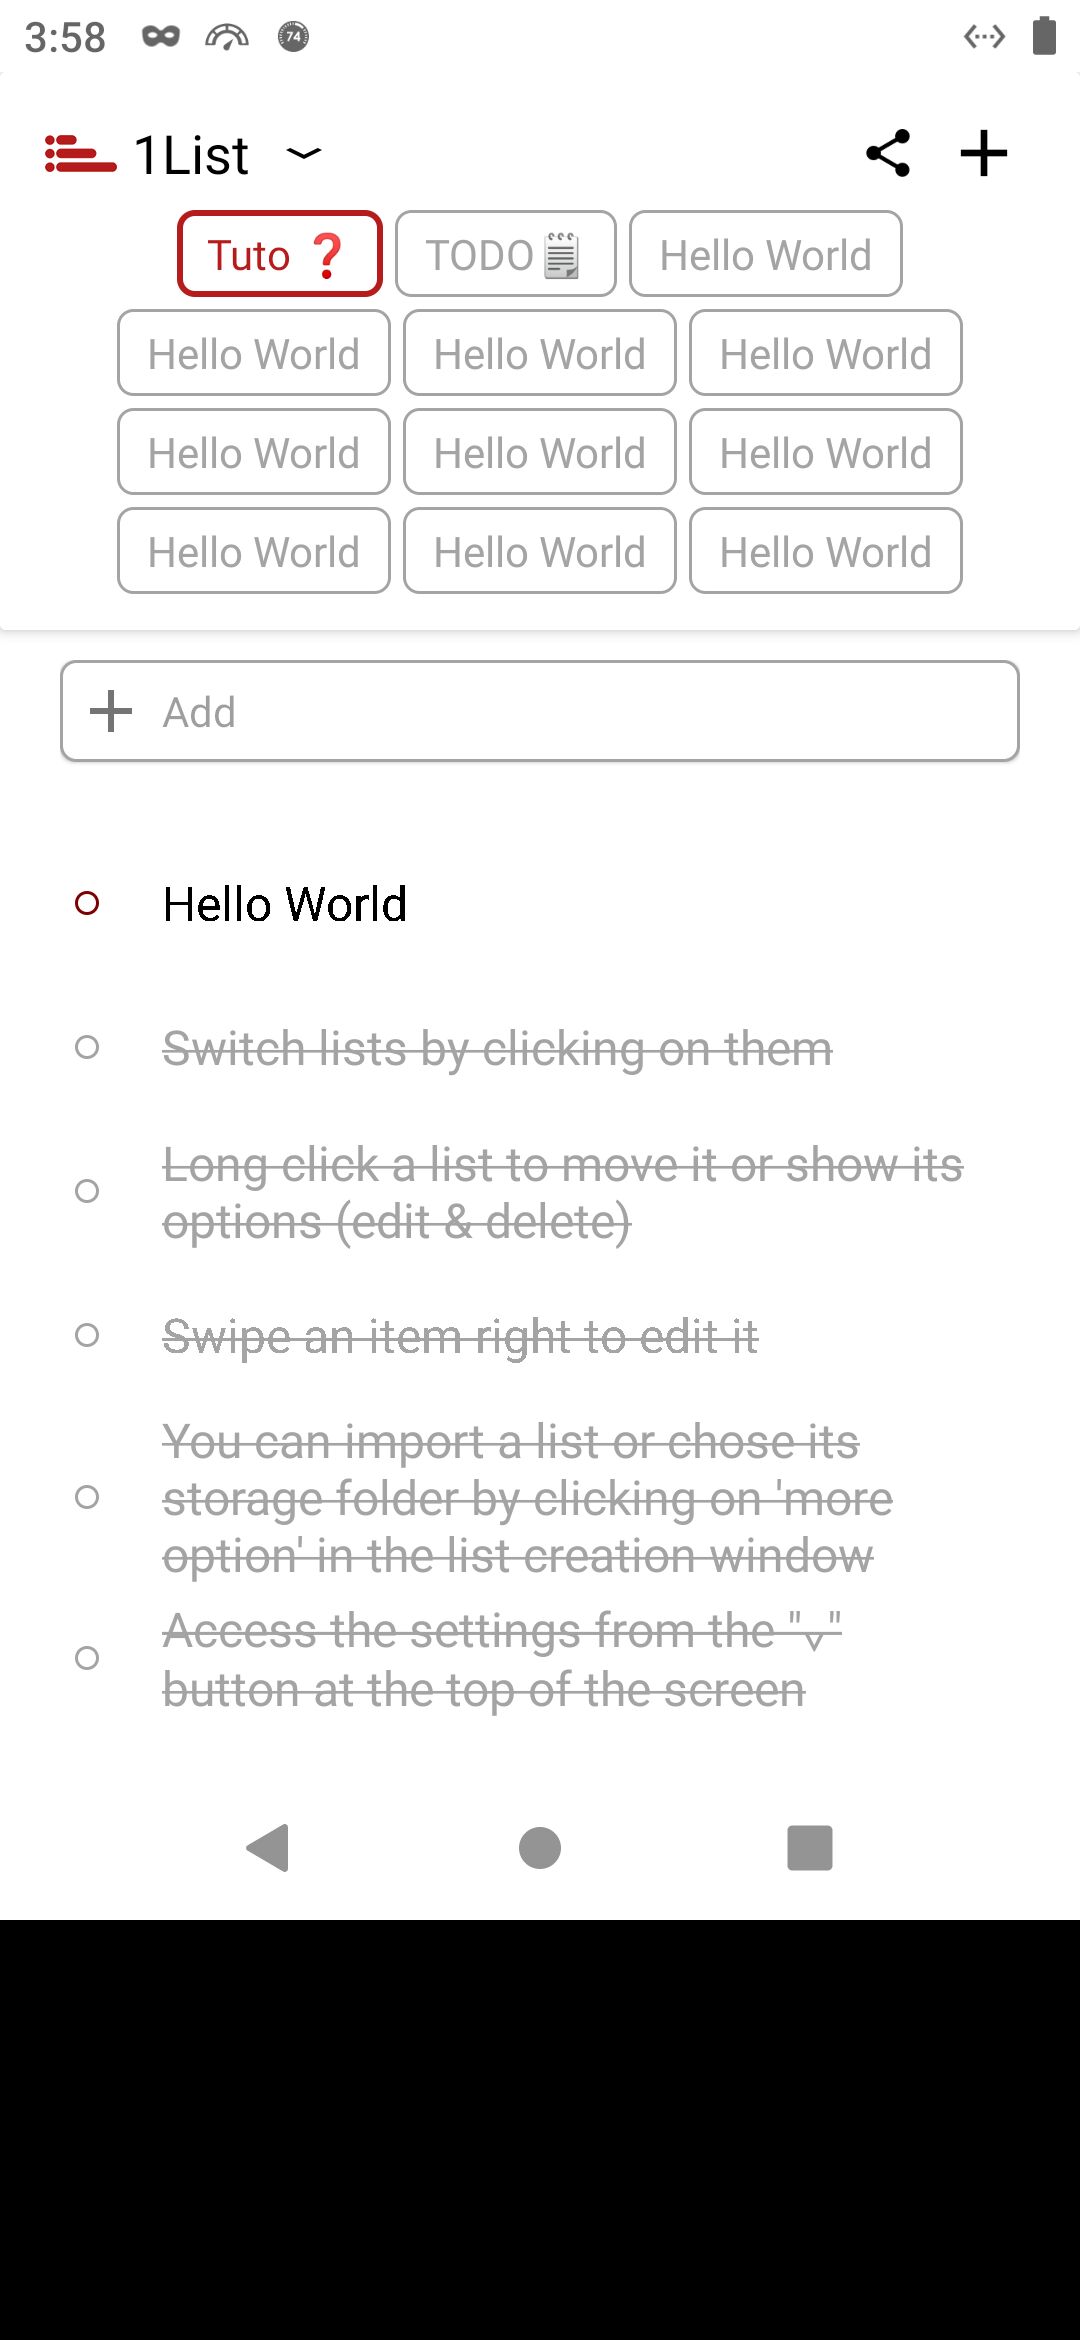 3:58
74
1List
Tuto ❓ TODO🗒 Hello World
Hello World Hello World Hello World
Hello World Hello World Hello World
Hello World Hello World Hello World
Add
Hello World
Switch lists by clicking on them
Long click a list to move it or show its
options (edit & delete)
Swipe an item right to edit it
You can import a list or chose its
storage folder by clicking on 'more
option' in the list creation window
Access the settings from the "⌄"
button at the top of the screen